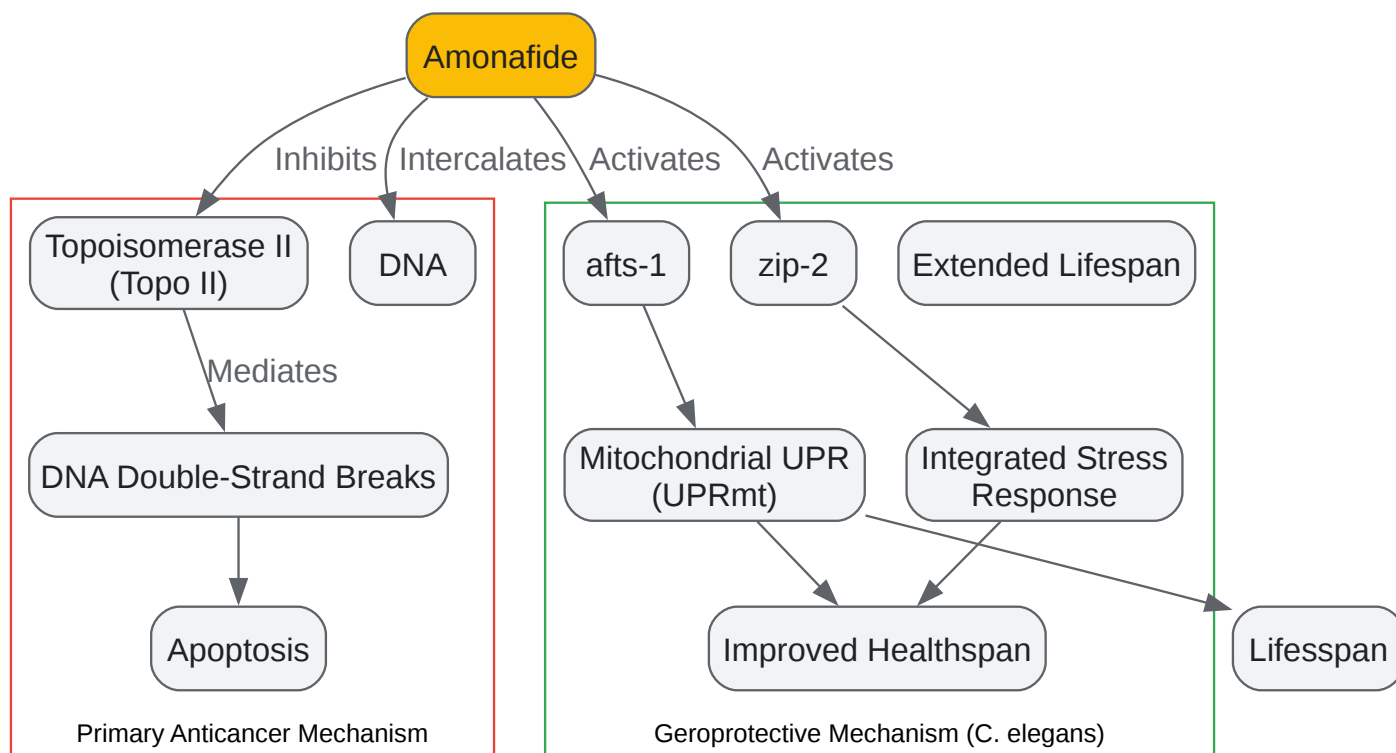 Amonafide
Inhibits
Intercalates
Activates
Activates
Topoisomerase II
(Topo II)
DNA
afts-1
zip-2
Extended Lifespan
Mediates
DNA Double-Strand Breaks
Mitochondrial UPR
(UPRmt)
Integrated Stress
Response
Apoptosis
Improved Healthspan
Lifesspan
Primary Anticancer Mechanism
Geroprotective Mechanism (C. elegans)